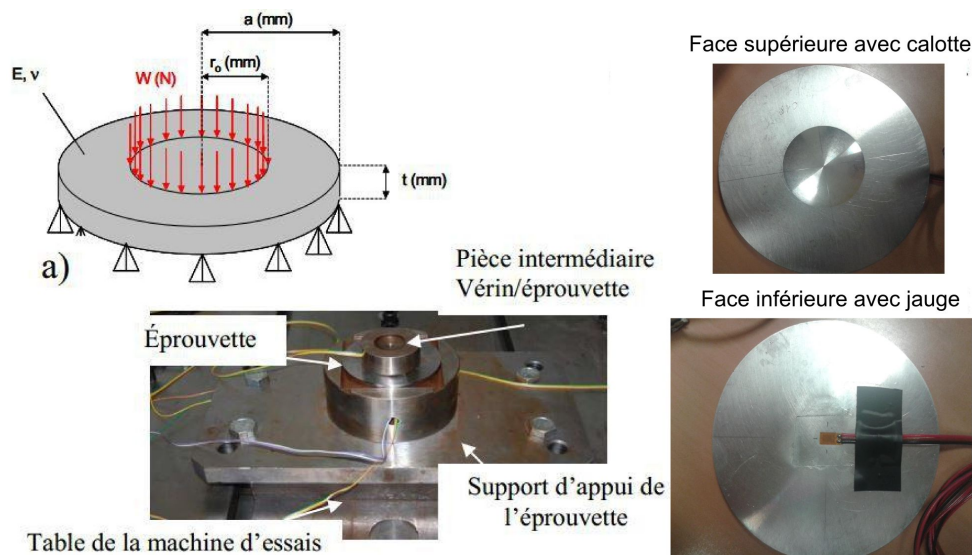 a (mm)
r₀ (mm)
E, ν
W (N)
t (mm)
a)
Pièce intermédiaire
Vérin/éprouvette
Éprouvette
Support d'appui de
l'éprouvette
Table de la machine d'essais
Face supérieure avec calotte
Face inférieure avec jauge